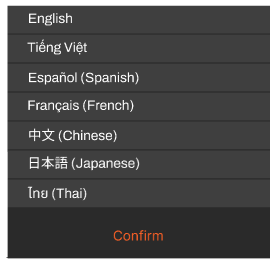 English
Tiếng Việt
Español (Spanish)
Français (French)
中文 (Chinese)
日本語 (Japanese)
ไทย (Thai)
Confirm